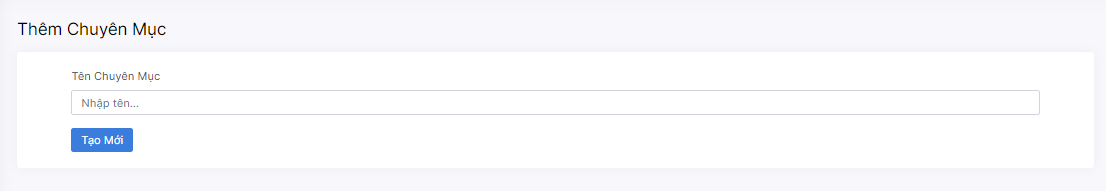 Thêm Chuyên Mục
Tên Chuyên Mục
Nhập tên...
Tạo Mới